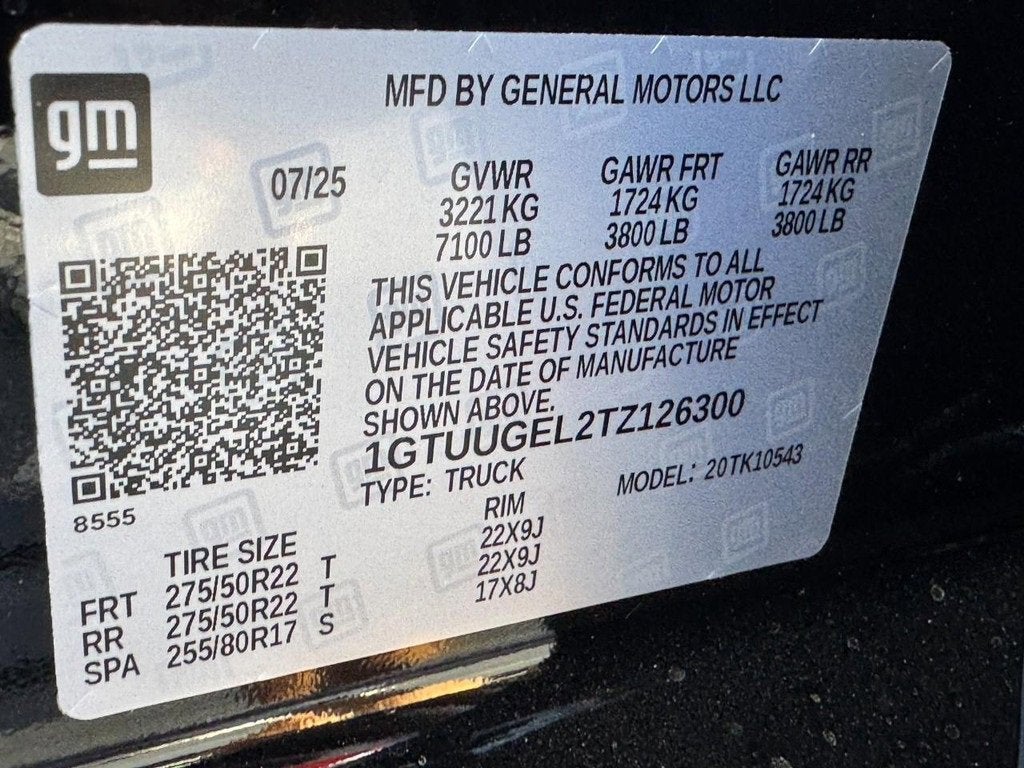 gm
MFD BY GENERAL MOTORS LLC
07/25 GVWR GAWR FRT GAWR RR
3221 KG 1724 KG 1724 KG
7100 LB 3800 LB 3800 LB
THIS VEHICLE CONFORMS TO ALL
APPLICABLE U.S. FEDERAL MOTOR
VEHICLE SAFETY STANDARDS IN EFFECT
ON THE DATE OF MANUFACTURE
SHOWN ABOVE.
1GTUUGEL2TZ126300
TYPE: TRUCK MODEL: 20TK10543
8555
TIRE SIZE RIM
FRT 275/50R22 T 22X9J
RR 275/50R22 T 22X9J
SPA 255/80R17 S 17X8J